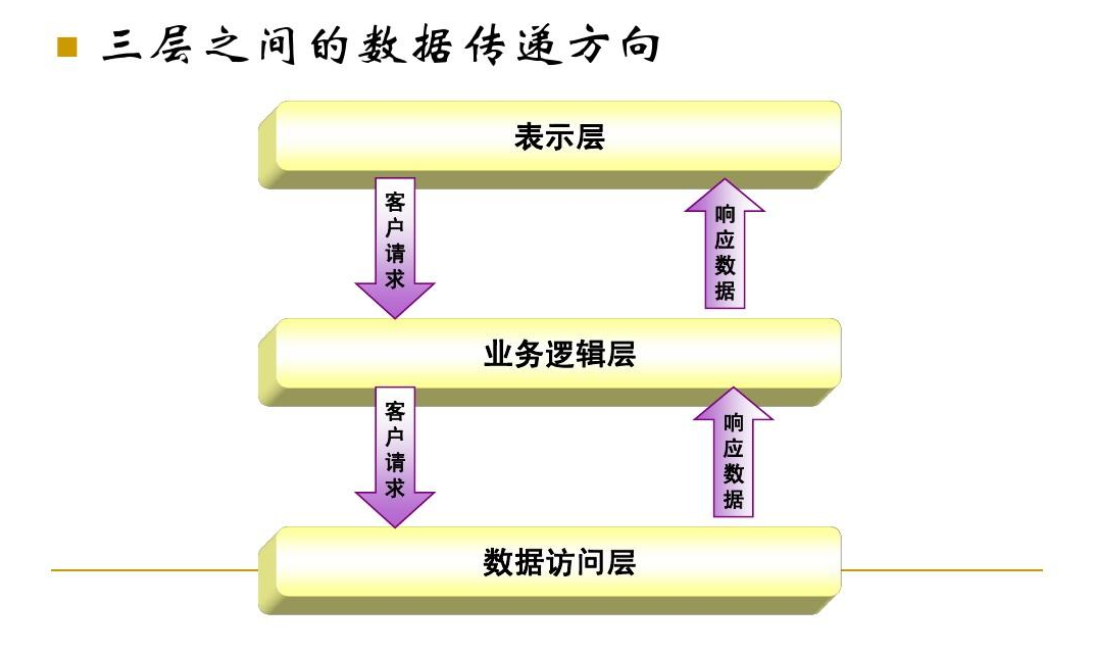 三层之间的数据传递方向
表示层
客户请求
响应数据
业务逻辑层
客户请求
响应数据
数据访问层